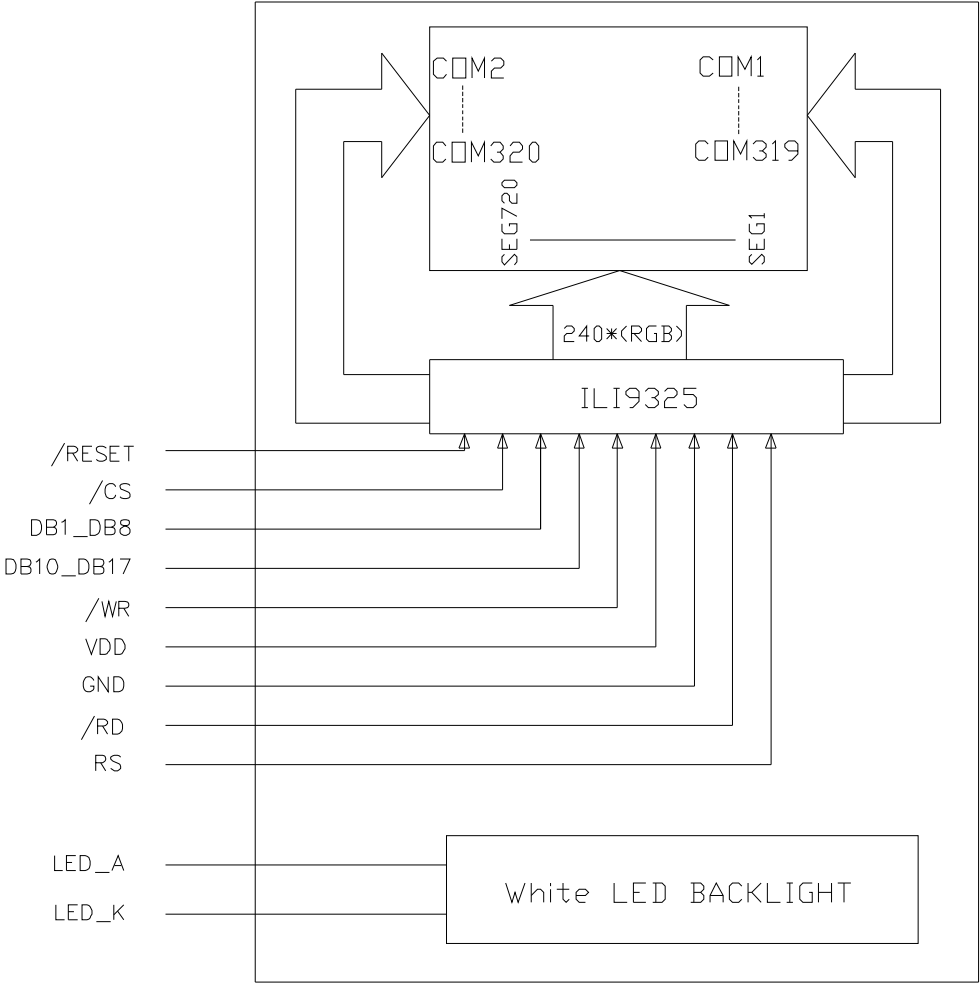 COM2
COM1
COM320
COM319
SEG720
SEG1
240*(RGB)
ILI9325
/RESET
/CS
DB1_DB8
DB10_DB17
/WR
VDD
GND
/RD
RS
LED_A
White LED BACKLIGHT
LED_K